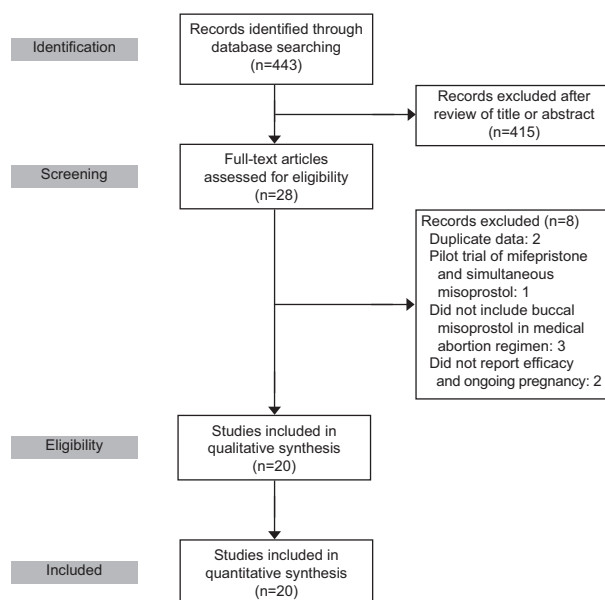 Identification
Records identified through
database searching
(n=443)
Records excluded after
review of title or abstract
(n=415)
Screening
Full-text articles
assessed for eligibility
(n=28)
Records excluded (n=8)
Duplicate data: 2
Pilot trial of mifepristone
and simultaneous
misoprostol: 1
Did not include buccal
misoprostol in medical
abortion regimen: 3
Did not report efficacy
and ongoing pregnancy: 2
Eligibility
Studies included in
qualitative synthesis
(n=20)
Included
Studies included in
quantitative synthesis
(n=20)